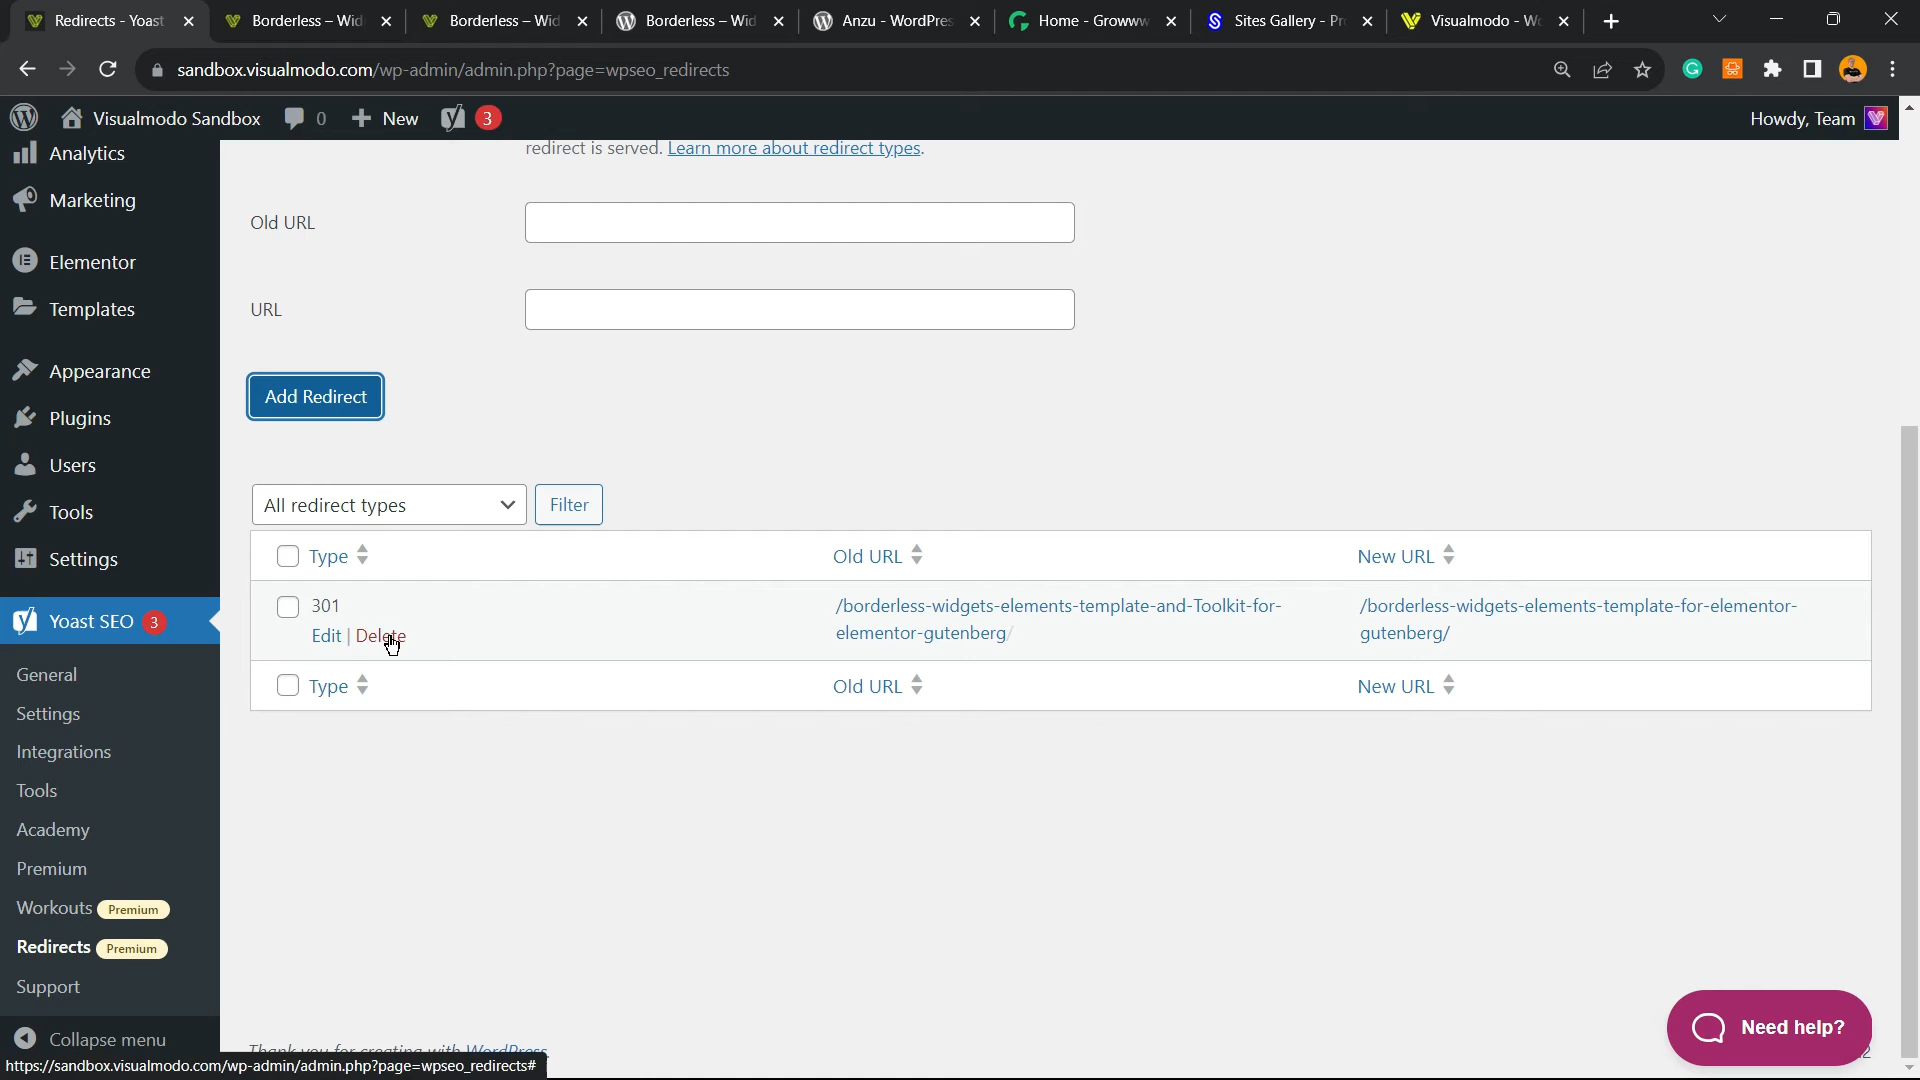 Redirects - Yoast
Borderless – Wid
Borderless – Wid
Borderless – Wid
Anzu - WordPres
Home - Growww
Sites Gallery - Pr
Visualmodo - Wo
sandbox.visualmodo.com/wp-admin/admin.php?page=wpseo_redirects
Visualmodo Sandbox
0
New
3
Howdy, Team
Analytics
Marketing
Elementor
Templates
Appearance
Plugins
Users
Tools
Settings
Yoast SEO 3
General
Settings
Integrations
Tools
Academy
Premium
Workouts Premium
Redirects Premium
Support
Collapse menu
redirect is served. Learn more about redirect types.
Old URL
URL
Add Redirect
All redirect types
Filter
Type
Old URL
New URL
301
Edit | Delete
/borderless-widgets-elements-template-and-Toolkit-for-
elementor-gutenberg/
/borderless-widgets-elements-template-for-elementor-
gutenberg/
Type
Old URL
New URL
Thank you for creating with WordPress.
Need help?
https://sandbox.visualmodo.com/wp-admin/admin.php?page=wpseo_redirects#